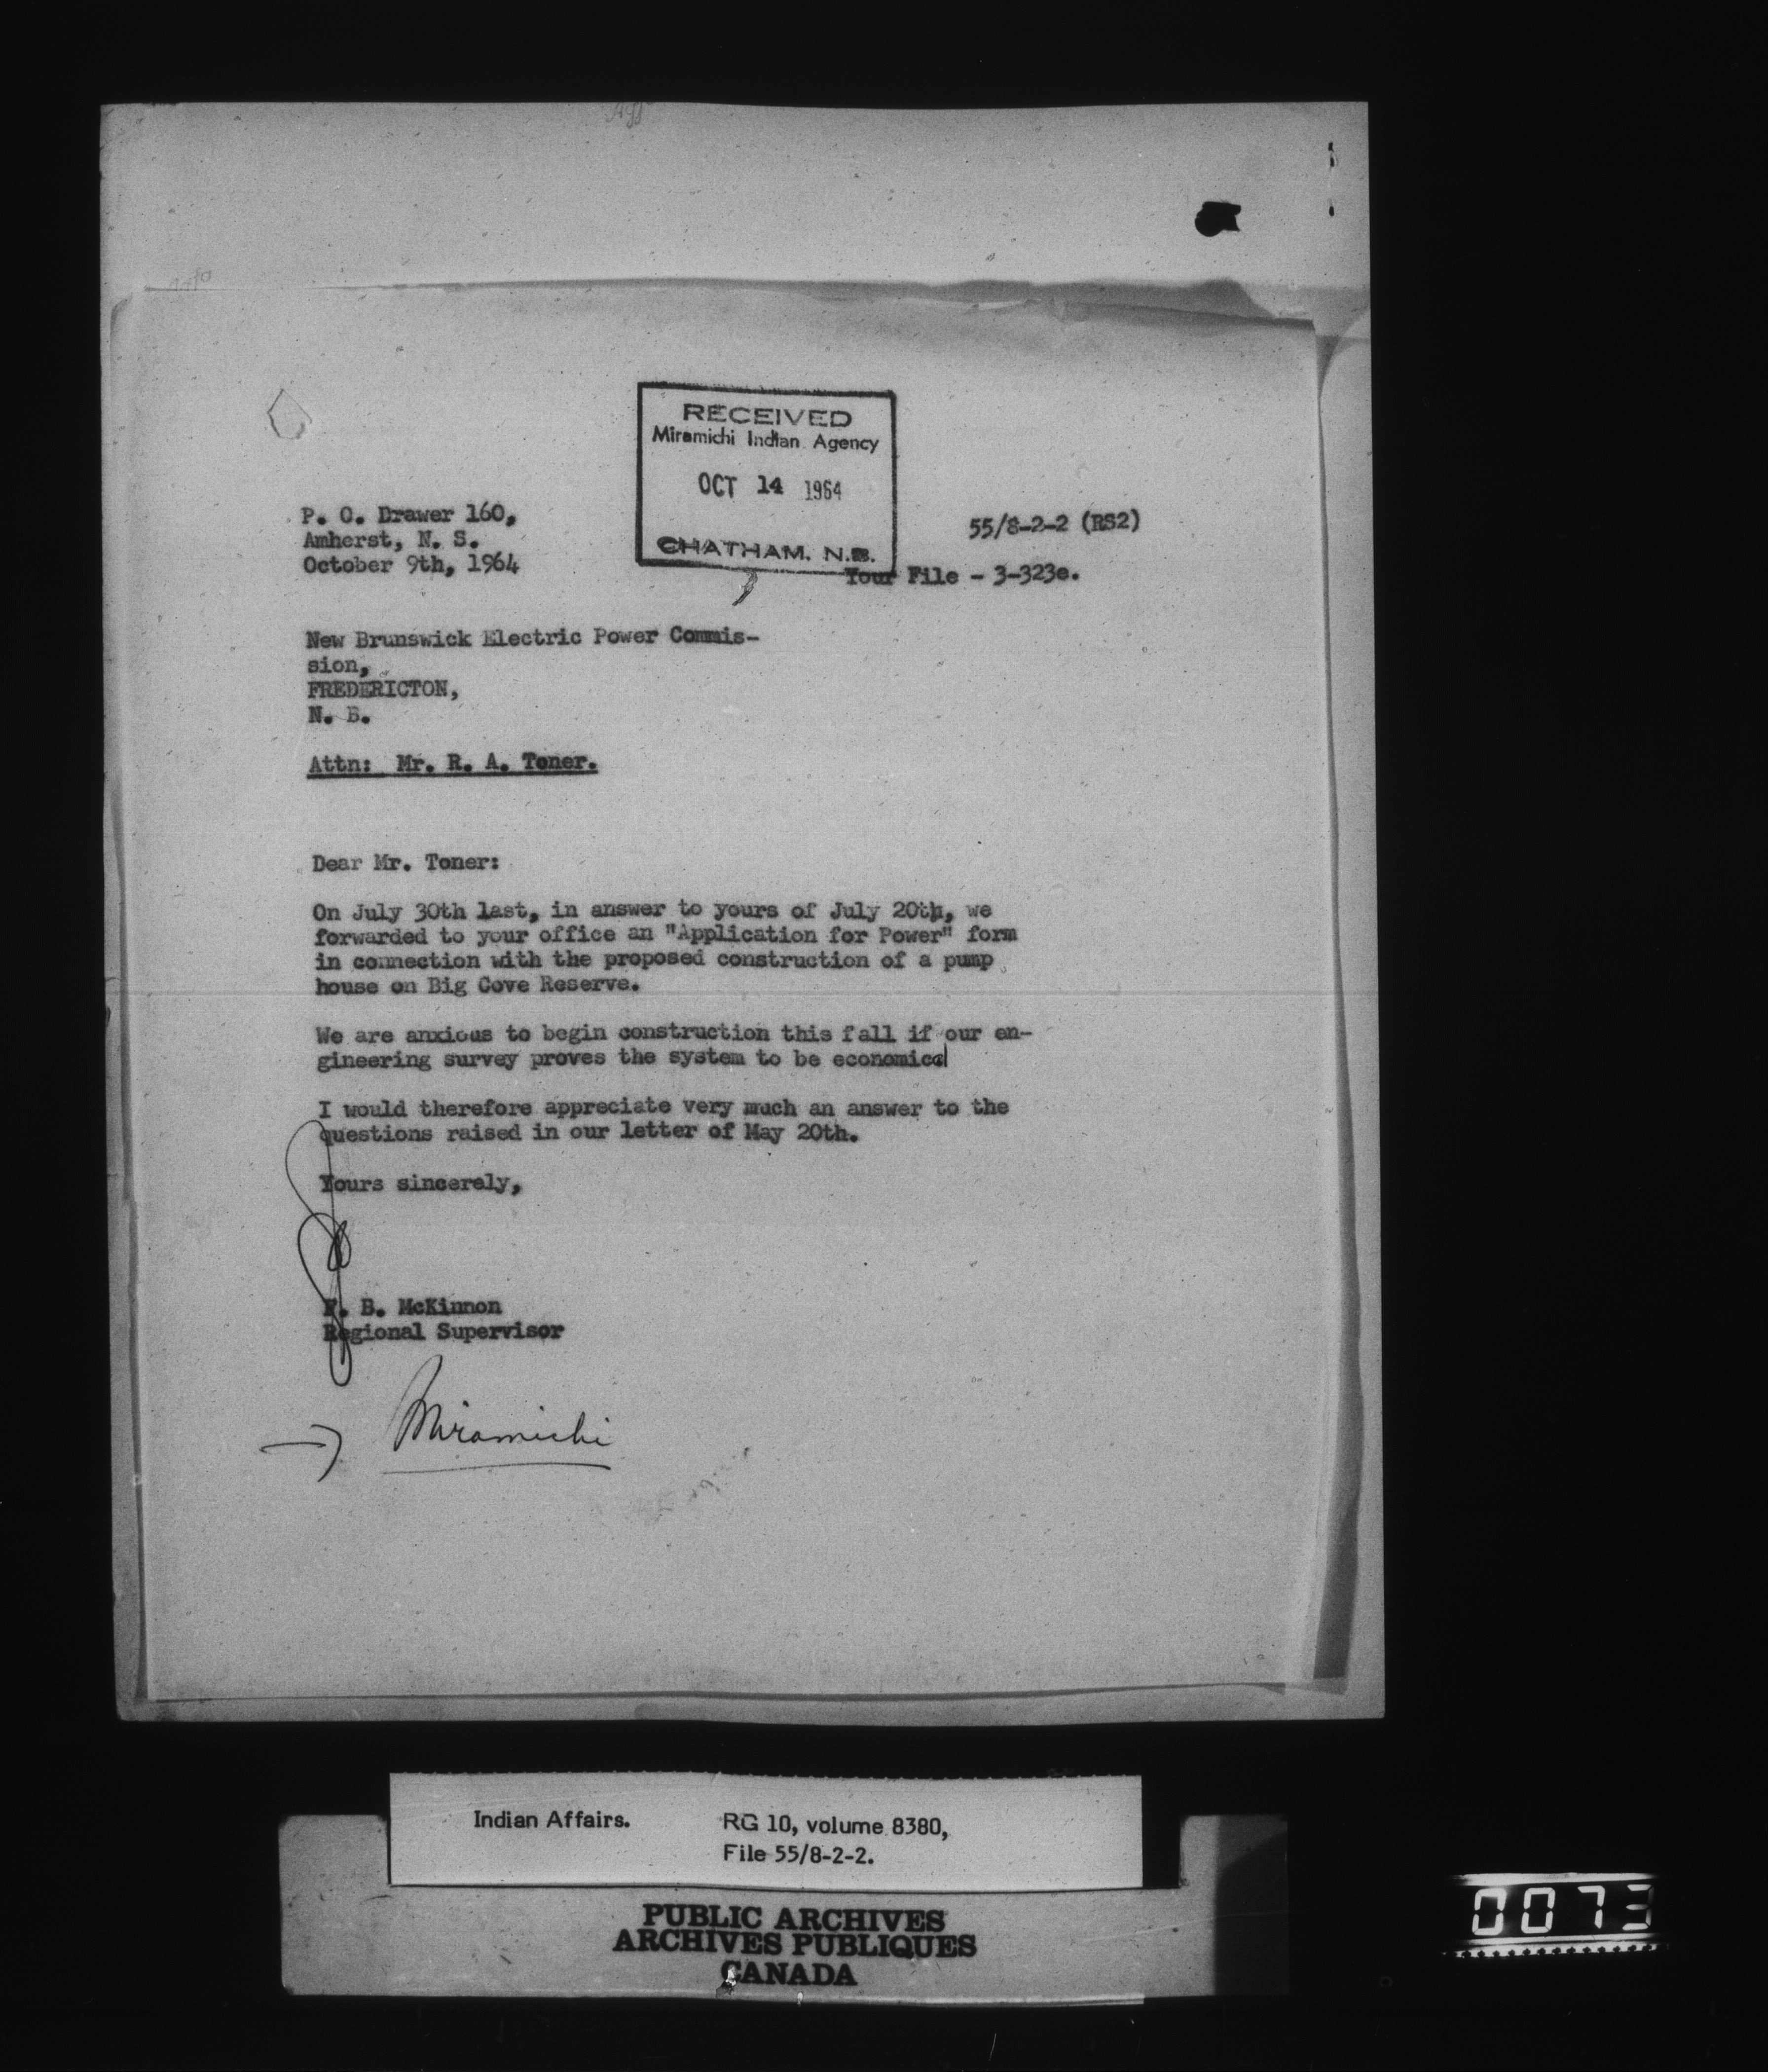 RECEIVED
Miramichi Indian Agency
OCT 14 1964
CHATHAM. N.B.
P. O. Drawer 160,
Amherst, N. S.
October 9th, 1964
55/8-2-2 (RS2)
Your File - 3-323e.
New Brunswick Electric Power Commis-
sion,
FREDERICTON,
N. B.
Attn: Mr. R. A. Toner.
Dear Mr. Toner:
On July 30th last, in answer to yours of July 20th, we
forwarded to your office an "Application for Power" form
in connection with the proposed construction of a pump
house on Big Cove Reserve.
We are anxious to begin construction this fall if our en-
gineering survey proves the system to be economical
I would therefore appreciate very much an answer to the
questions raised in our letter of May 20th.
Yours sincerely,
F. B. McKinnon
Regional Supervisor
Miramichi
Indian Affairs. RG 10, volume 8380,
File 55/8-2-2.
PUBLIC ARCHIVES
ARCHIVES PUBLIQUES
CANADA
0073